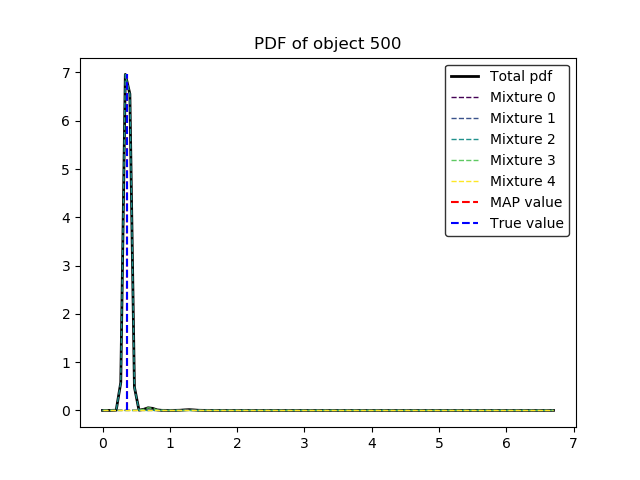 PDF of object 500
7
6
5
4
3
2
1
0
0 1 2 3 4 5 6 7
Total pdf
Mixture 0
Mixture 1
Mixture 2
Mixture 3
Mixture 4
MAP value
True value